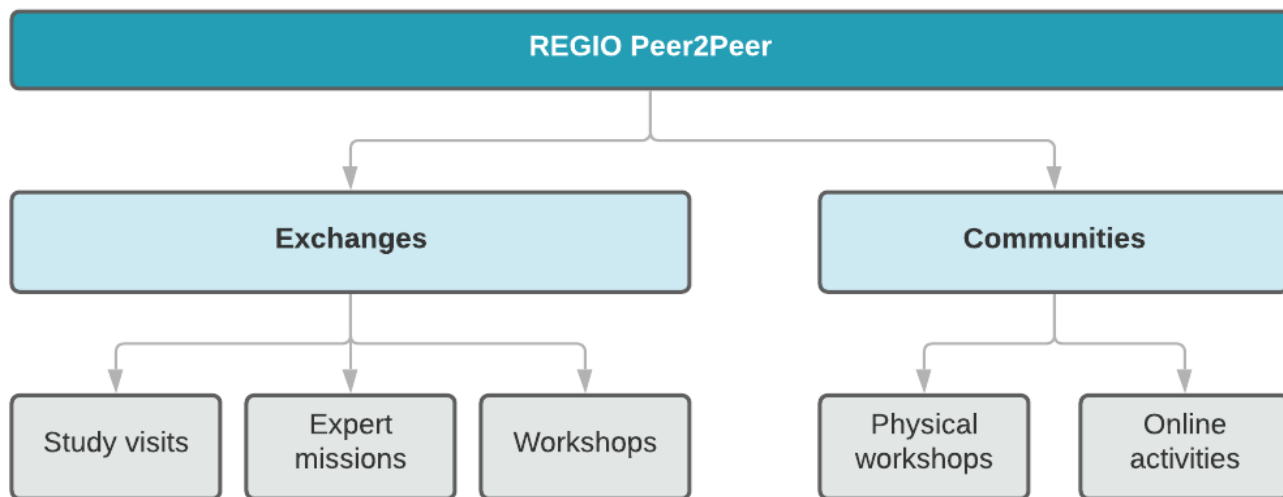 REGIO Peer2Peer
Exchanges
Communities
Study visits
Expert
missions
Workshops
Physical
workshops
Online
activities